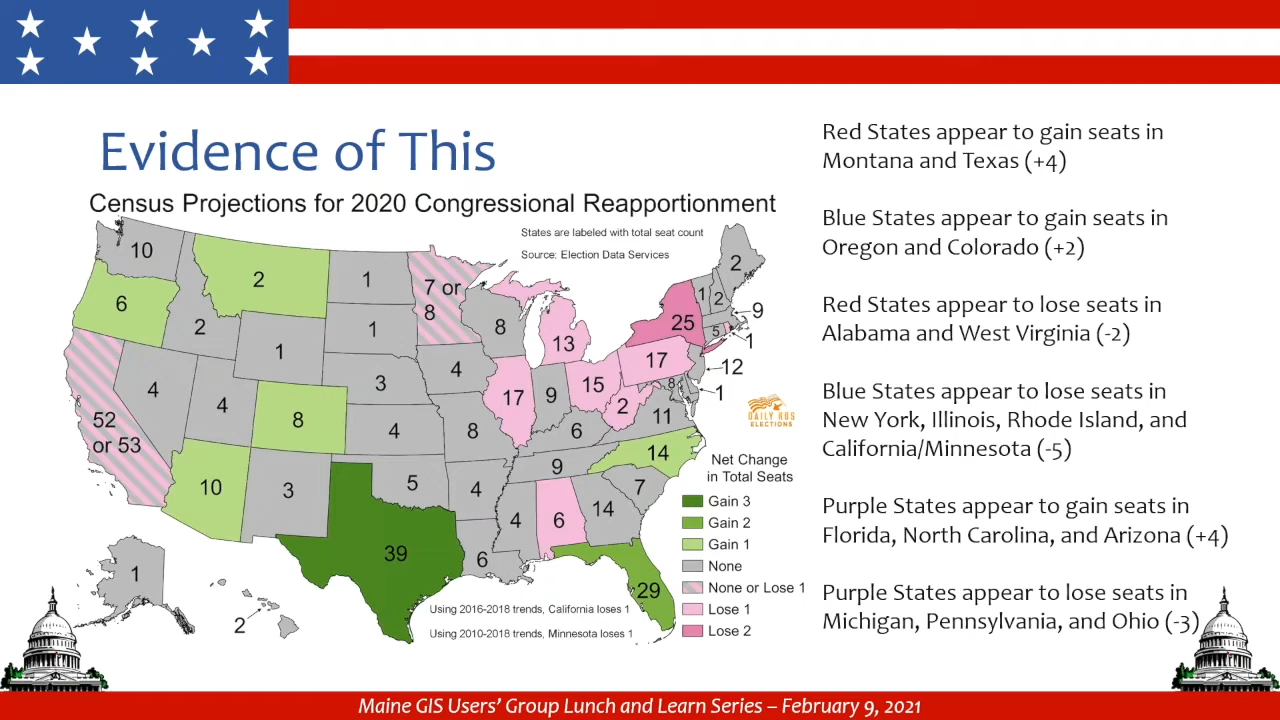 Evidence of This
Census Projections for 2020 Congressional Reapportionment
States are labeled with total seat count
Source: Election Data Services
10
2
1
7 or
8
2
6
2
1
8
25
1
2
9
5
1
1
13
17
12
4
4
3
4
17
9
15
2
8
1
52
or 53
8
4
8
6
11
10
3
5
4
9
14
7
39
6
4
6
14
29
1
2
DAILY KOS
ELECTIONS
Net Change
in Total Seats
Gain 3
Gain 2
Gain 1
None
None or Lose 1
Lose 1
Lose 2
Using 2016-2018 trends, California loses 1
Using 2010-2018 trends, Minnesota loses 1
Red States appear to gain seats in
Montana and Texas (+4)
Blue States appear to gain seats in
Oregon and Colorado (+2)
Red States appear to lose seats in
Alabama and West Virginia (-2)
Blue States appear to lose seats in
New York, Illinois, Rhode Island, and
California/Minnesota (-5)
Purple States appear to gain seats in
Florida, North Carolina, and Arizona (+4)
Purple States appear to lose seats in
Michigan, Pennsylvania, and Ohio (-3)
Maine GIS Users' Group Lunch and Learn Series – February 9, 2021